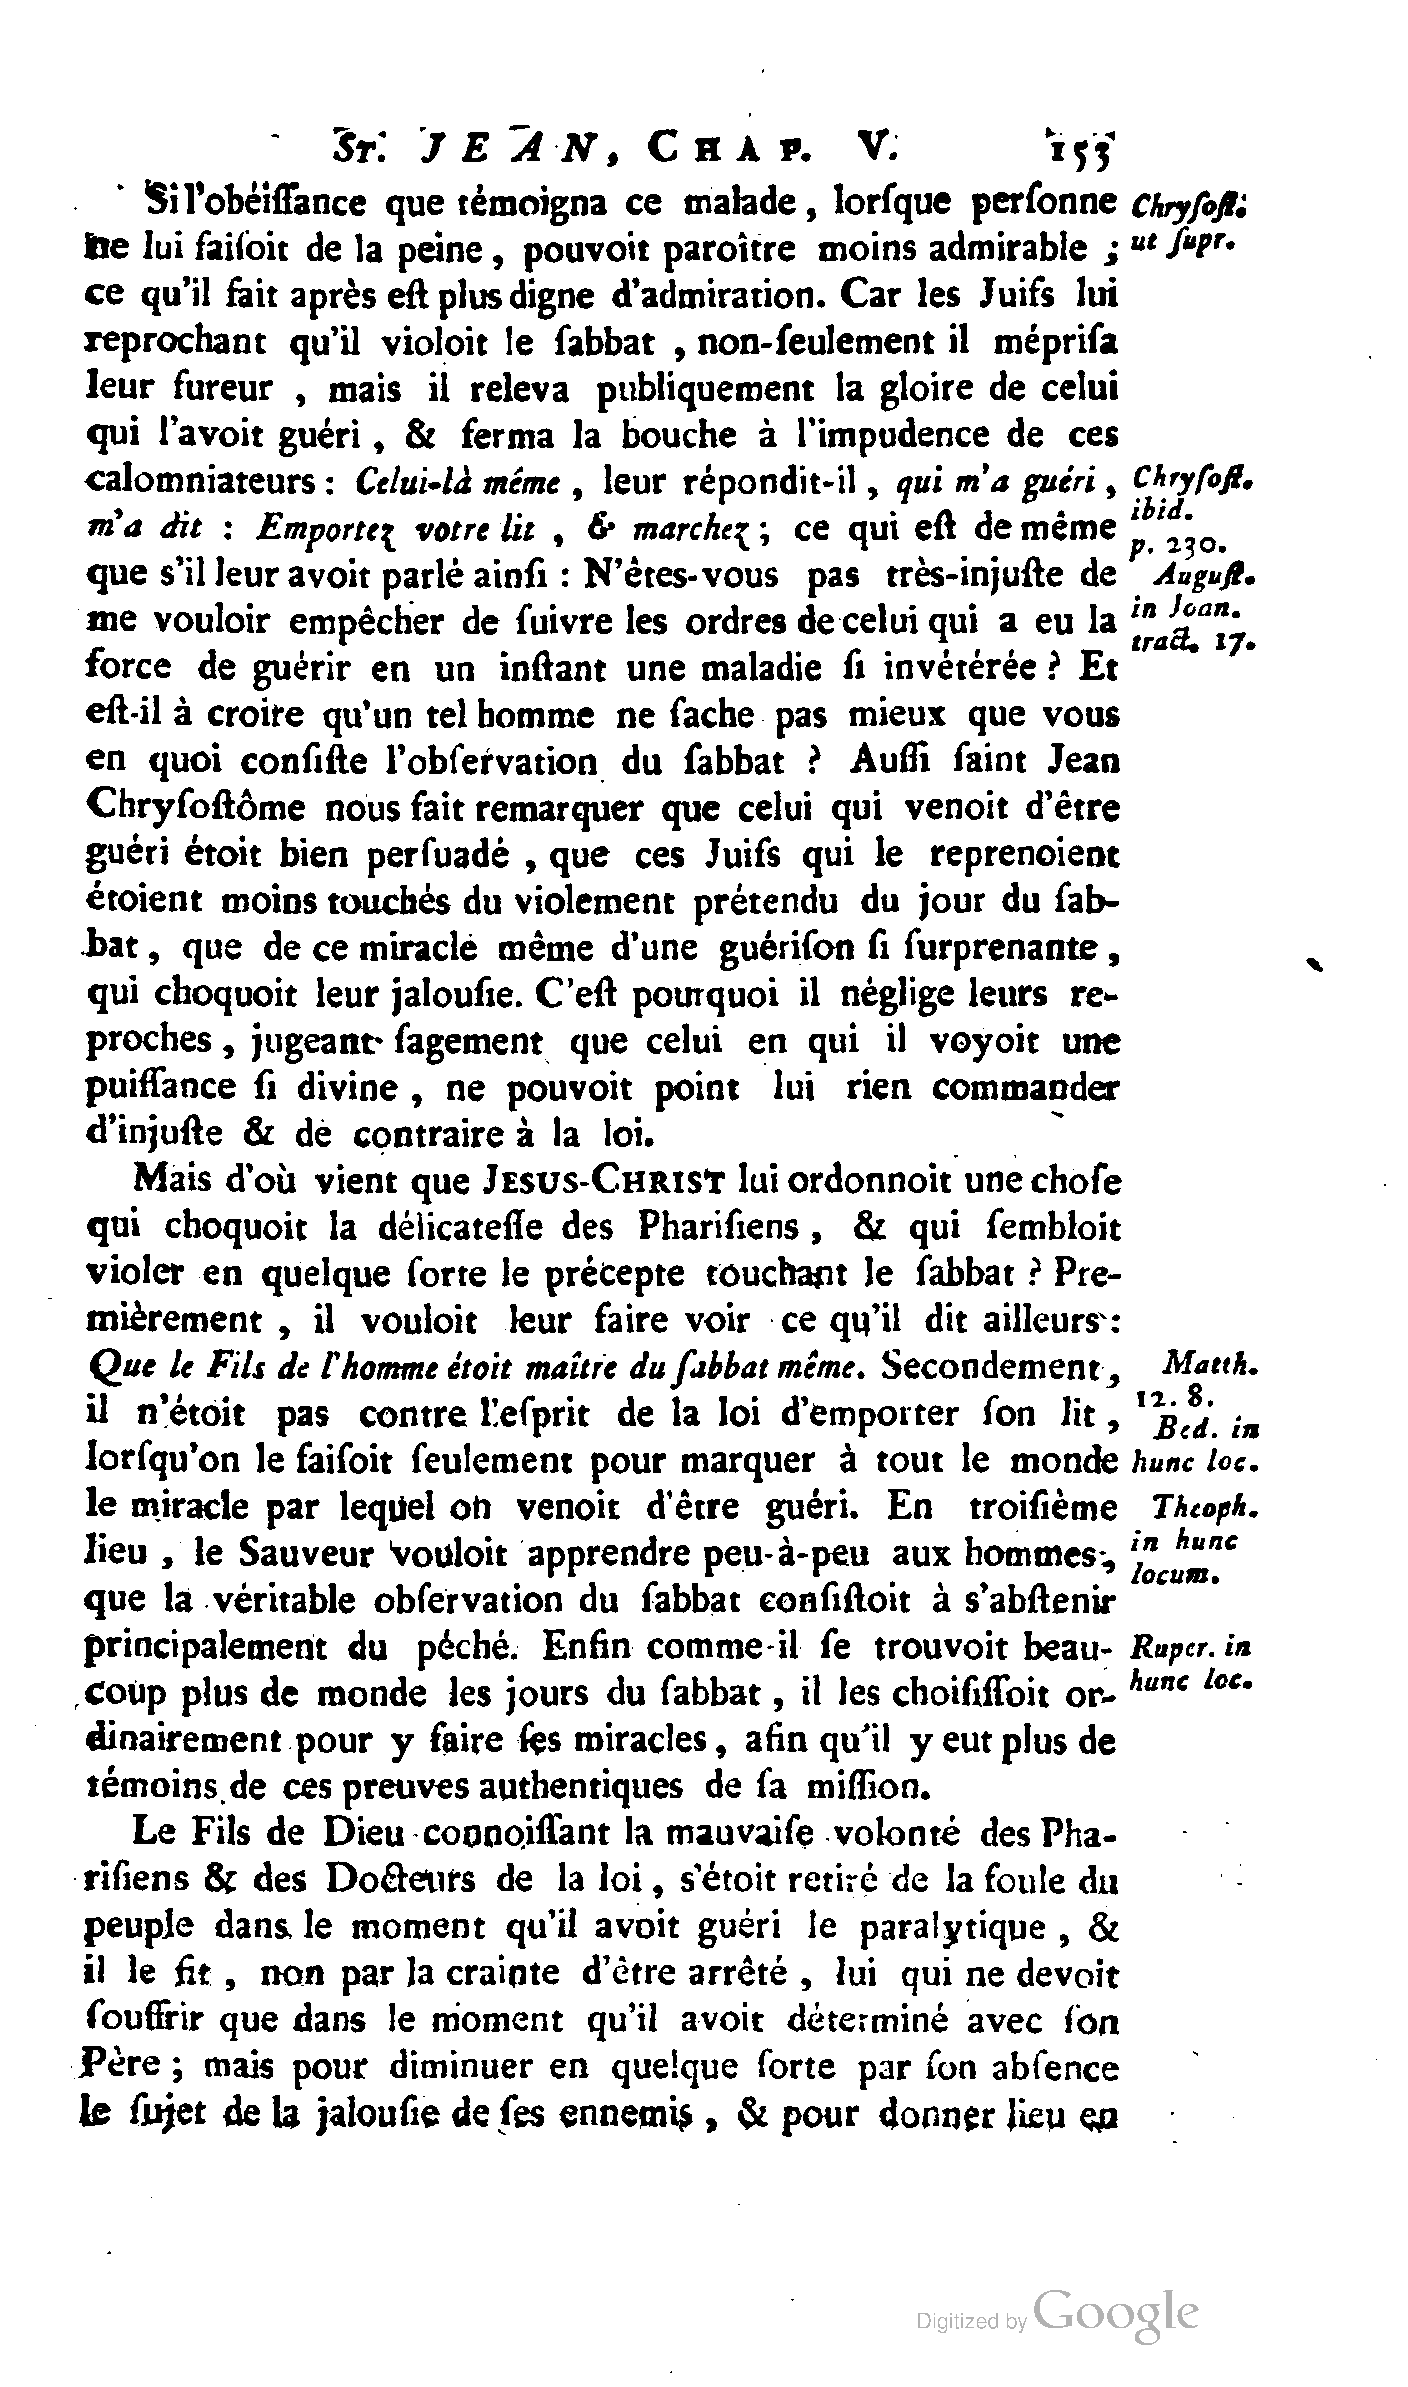 St. JEAN, CHAP. V. 153
Si l'obéiſſance que témoigna ce malade, lorſque perſonne
ne lui faiſoit de la peine, pouvoit paroître moins admirable ;
ce qu'il fait après eſt plus digne d'admiration. Car les Juifs lui
reprochant qu'il violoit le ſabbat, non-ſeulement il mépriſa
leur fureur, mais il releva publiquement la gloire de celui
qui l'avoit guéri, & ferma la bouche à l'impudence de ces
calomniateurs : Celui-là même, leur répondit-il, qui m'a guéri,
m'a dit : Emportez votre lit, & marchez ; ce qui eſt de même
que s'il leur avoit parlé ainſi : N'êtes-vous pas très-injuſte de
me vouloir empêcher de ſuivre les ordres de celui qui a eu la
force de guérir en un inſtant une maladie ſi invétérée ? Et
eſt-il à croire qu'un tel homme ne ſache pas mieux que vous
en quoi conſiſte l'obſervation du ſabbat ? Auſſi ſaint Jean
Chryſoſtôme nous fait remarquer que celui qui venoit d'être
guéri étoit bien perſuadé, que ces Juifs qui le reprenoient
étoient moins touchés du violement prétendu du jour du ſab-
bat, que de ce miracle même d'une guériſon ſi ſurprenante,
qui choquoit leur jalouſie. C'eſt pourquoi il néglige leurs re-
proches, jugeant ſagement que celui en qui il voyoit une
puiſſance ſi divine, ne pouvoit point lui rien commander
d'injuſte & de contraire à la loi.
Mais d'où vient que JESUS-CHRIST lui ordonnoit une choſe
qui choquoit la délicateſſe des Phariſiens, & qui ſembloit
violer en quelque ſorte le précepte touchant le ſabbat ? Pre-
mièrement, il vouloit leur faire voir ce qu'il dit ailleurs :
Que le Fils de l'homme étoit maître du ſabbat même. Secondement,
il n'étoit pas contre l'eſprit de la loi d'emporter ſon lit,
lorſqu'on le faiſoit ſeulement pour marquer à tout le monde
le miracle par lequel on venoit d'être guéri. En troiſième
lieu, le Sauveur vouloit apprendre peu-à-peu aux hommes,
que la véritable obſervation du ſabbat conſiſtoit à s'abſtenir
principalement du péché. Enfin comme-il ſe trouvoit beau-
coup plus de monde les jours du ſabbat, il les choiſiſſoit or-
dinairement pour y faire ſes miracles, afin qu'il y eut plus de
témoins de ces preuves authentiques de ſa miſſion.
Le Fils de Dieu connoiſſant la mauvaiſe volonté des Pha-
riſiens & des Docteurs de la loi, s'étoit retiré de la foule du
peuple dans le moment qu'il avoit guéri le paralytique, &
il le fit, non par la crainte d'être arrêté, lui qui ne devoit
ſouffrir que dans le moment qu'il avoit déterminé avec ſon
Père ; mais pour diminuer en quelque ſorte par ſon abſence
le ſujet de la jalouſie de ſes ennemis, & pour donner lieu en
Chryſoſt.
ut ſupr.
Chryſoſt.
ibid.
p. 230.
Auguſt.
in Joan.
tract. 17.
Matth.
12. 8.
Bed. in
hunc loc.
Theoph.
in hunc
locum.
Ruper. in
hunc loc.
Digitized by Google